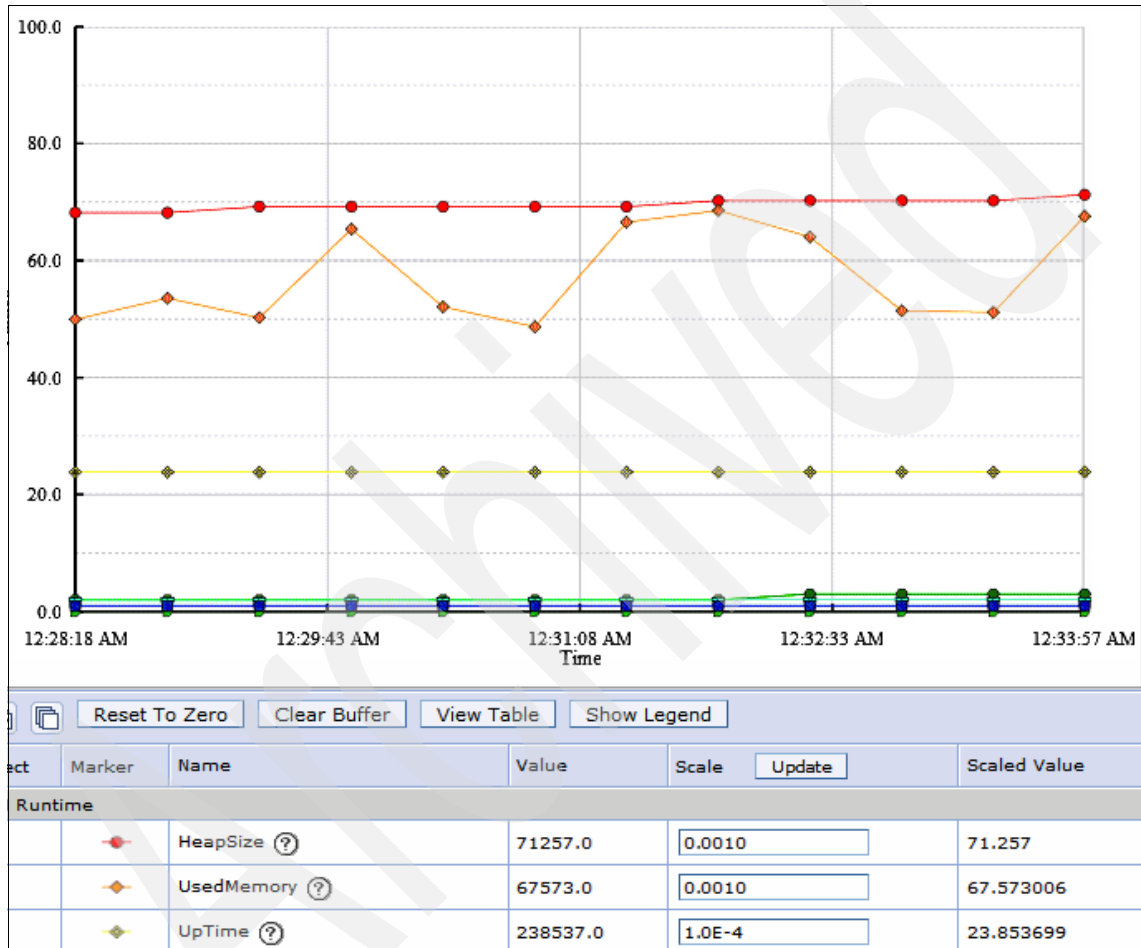 100.0
80.0
60.0
40.0
20.0
0.0
12:28:18 AM 12:29:43 AM 12:31:08 AM 12:32:33 AM 12:33:57 AM
Time
Archived
Reset To Zero Clear Buffer View Table Show Legend
Marker Name Value Scale Update Scaled Value
Runtime
HeapSize ? 71257.0 0.0010 71.257
UsedMemory ? 67573.0 0.0010 67.573006
UpTime ? 238537.0 1.0E-4 23.853699